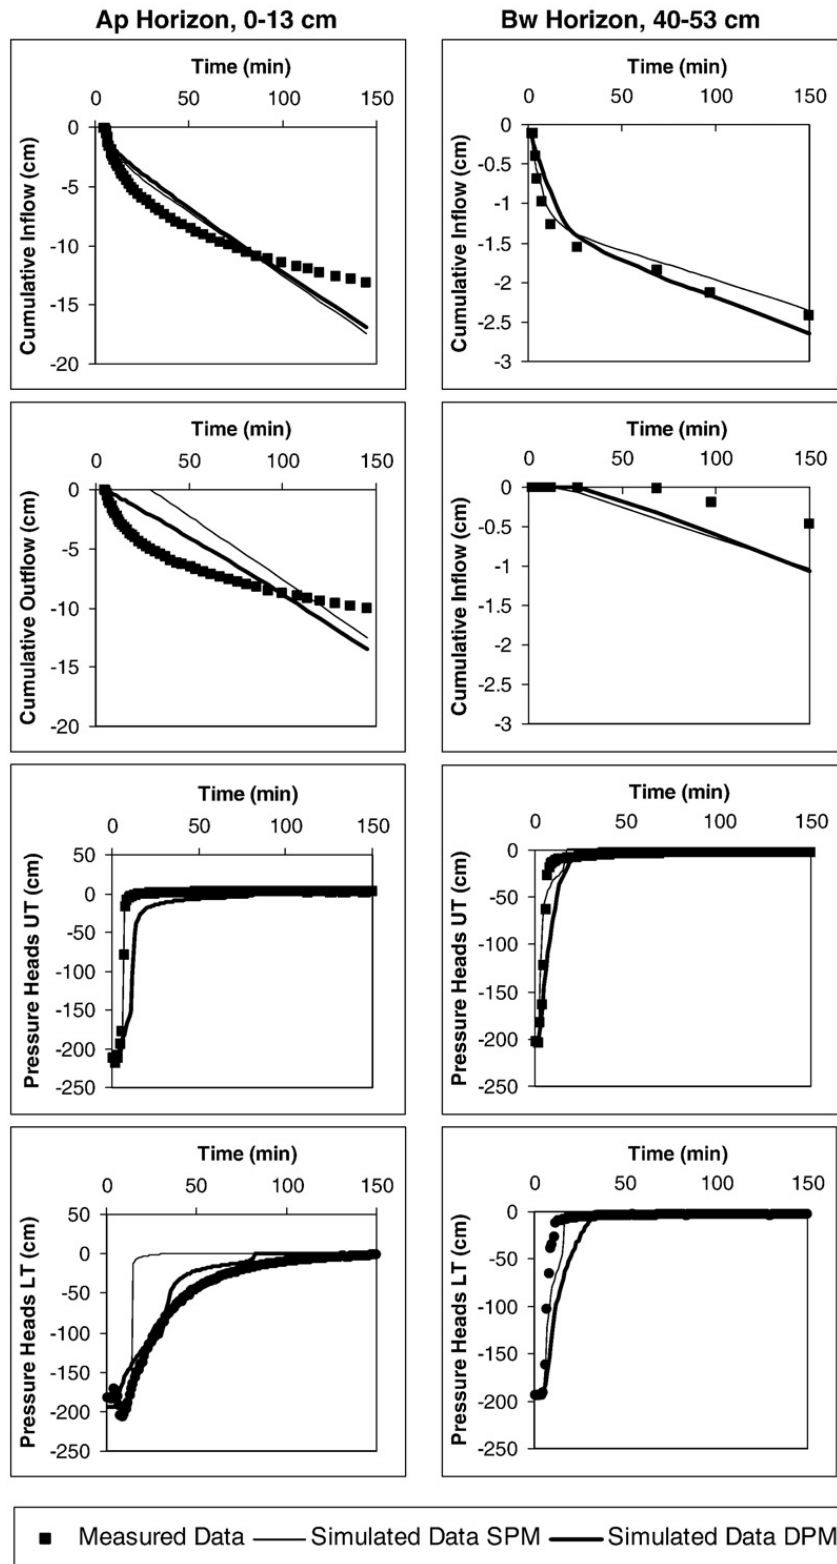 Ap Horizon, 0-13 cm
Bw Horizon, 40-53 cm
Time (min)
0 50 100 150
Cumulative Inflow (cm)
0
-5
-10
-15
-20
Time (min)
0 50 100 150
Cumulative Inflow (cm)
0
-0.5
-1
-1.5
-2
-2.5
-3
Time (min)
0 50 100 150
Cumulative Outflow (cm)
0
-5
-10
-15
-20
Time (min)
0 50 100 150
Cumulative Inflow (cm)
0
-0.5
-1
-1.5
-2
-2.5
-3
Time (min)
0 50 100 150
Pressure Heads UT (cm)
50
0
-50
-100
-150
-200
-250
Time (min)
0 50 100 150
Pressure Heads UT (cm)
0
-50
-100
-150
-200
-250
Time (min)
0 50 100 150
Pressure Heads LT (cm)
50
0
-50
-100
-150
-200
-250
Time (min)
0 50 100 150
Pressure Heads LT (cm)
0
-50
-100
-150
-200
-250
Measured Data Simulated Data SPM Simulated Data DPM